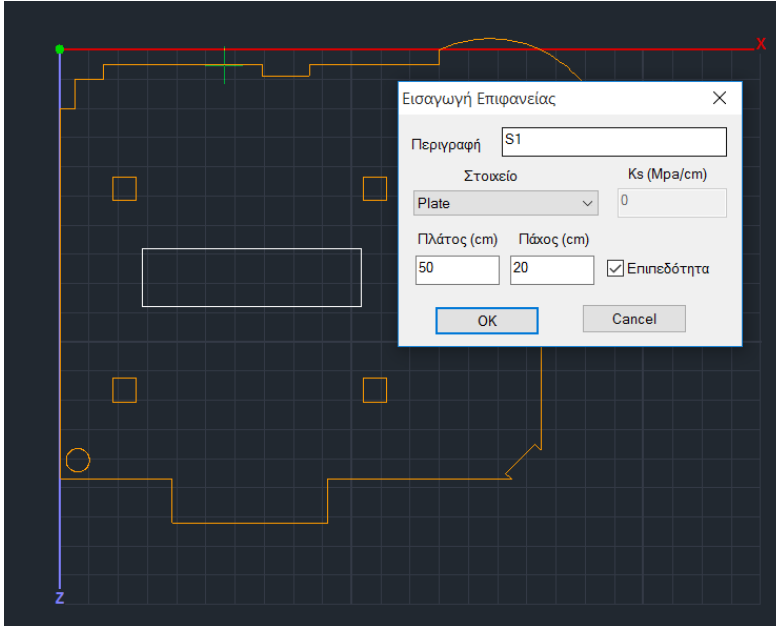 X
Εισαγωγή Επιφανείας
Περιγραφή S1
Στοιχείο Ks (Mpa/cm)
Plate 0
Πλάτος (cm) Πάχος (cm)
50 20 Επιπεδότητα
OK Cancel
Z